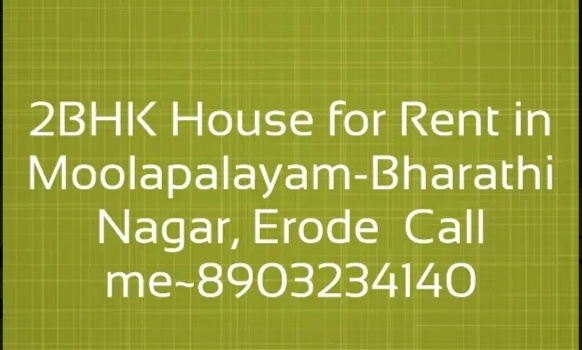 2BHK House for Rent in
Moolapalayam-Bharathi
Nagar, Erode  Call
me~8903234140